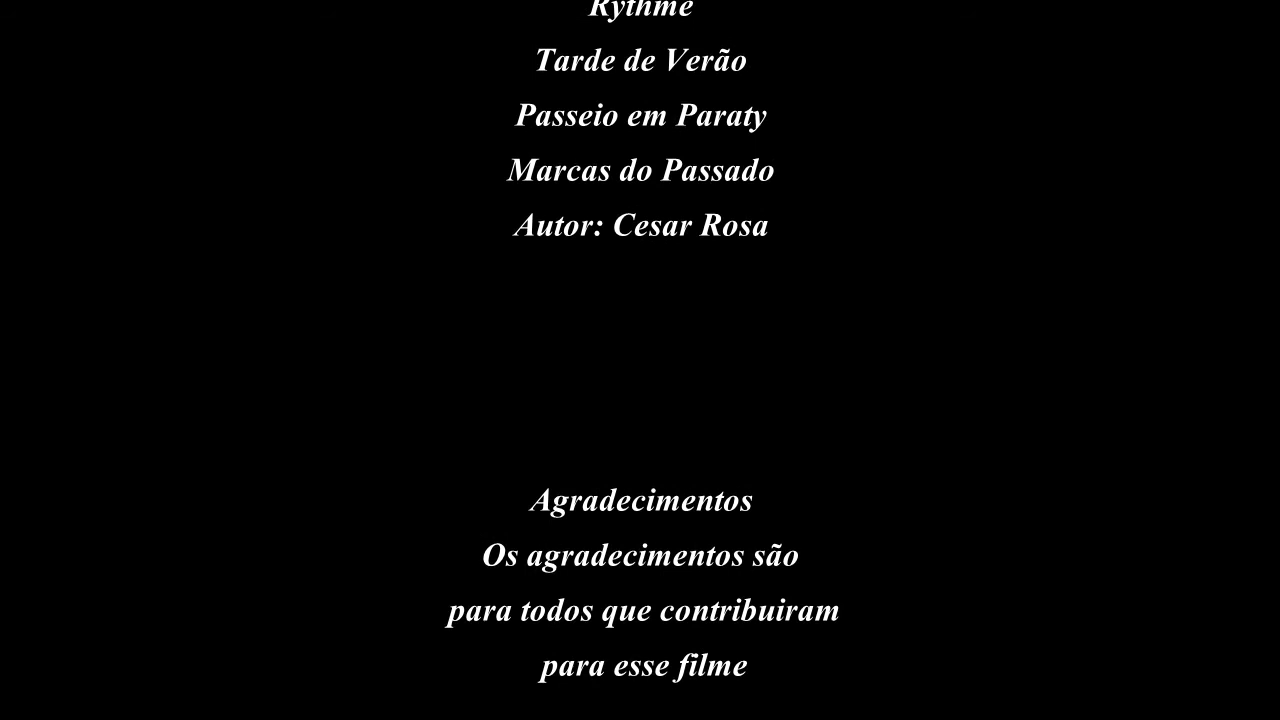 Rythme
Tarde de Verão
Passeio em Paraty
Marcas do Passado
Autor: Cesar Rosa
Agradecimentos
Os agradecimentos são
para todos que contribuiram
para esse filme